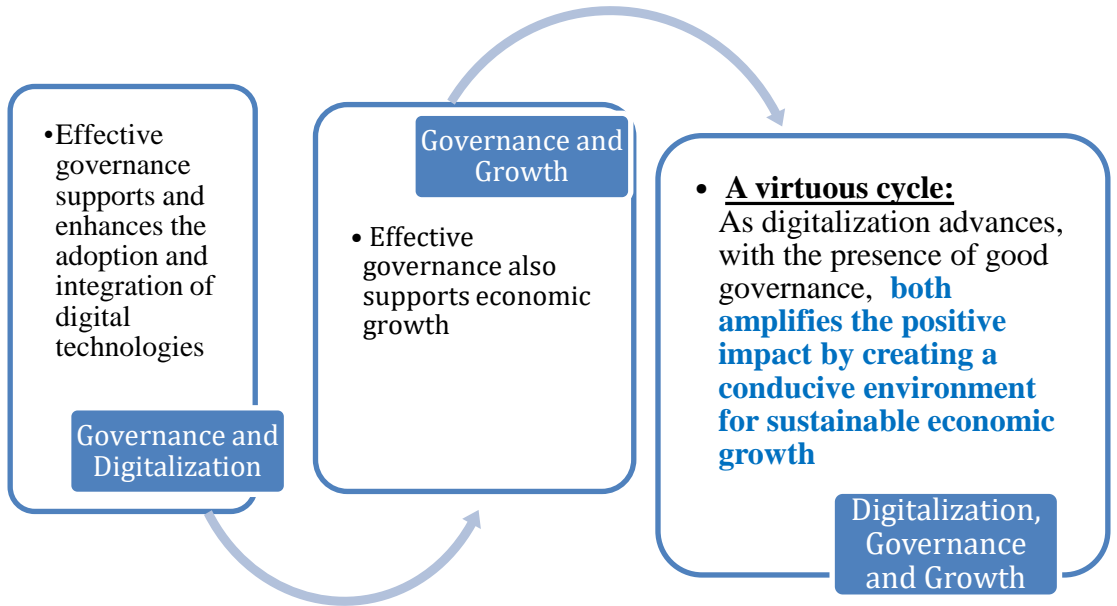 •Effective
governance
supports and
enhances the
adoption and
integration of
digital
technologies
Governance and
Digitalization
Governance and
Growth
• Effective
governance also
supports economic
growth
• A virtuous cycle:
As digitalization advances,
with the presence of good
governance, both
amplifies the positive
impact by creating a
conducive environment
for sustainable economic
growth
Digitalization,
Governance
and Growth